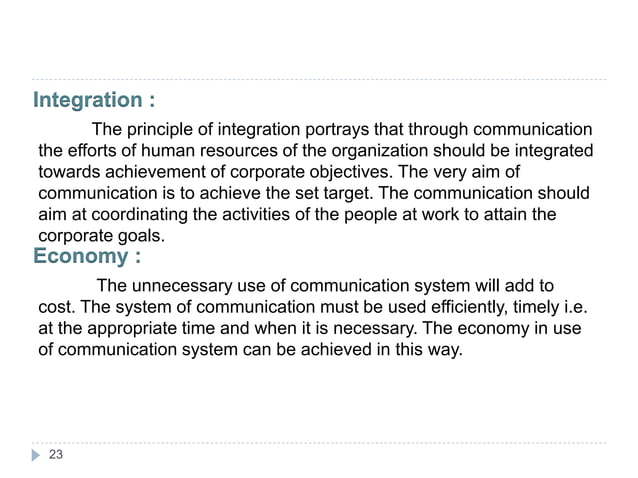 Integration :
The principle of integration portrays that through communication
the efforts of human resources of the organization should be integrated
towards achievement of corporate objectives. The very aim of
communication is to achieve the set target. The communication should
aim at coordinating the activities of the people at work to attain the
corporate goals.
Economy :
The unnecessary use of communication system will add to
cost. The system of communication must be used efficiently, timely i.e.
at the appropriate time and when it is necessary. The economy in use
of communication system can be achieved in this way.
23